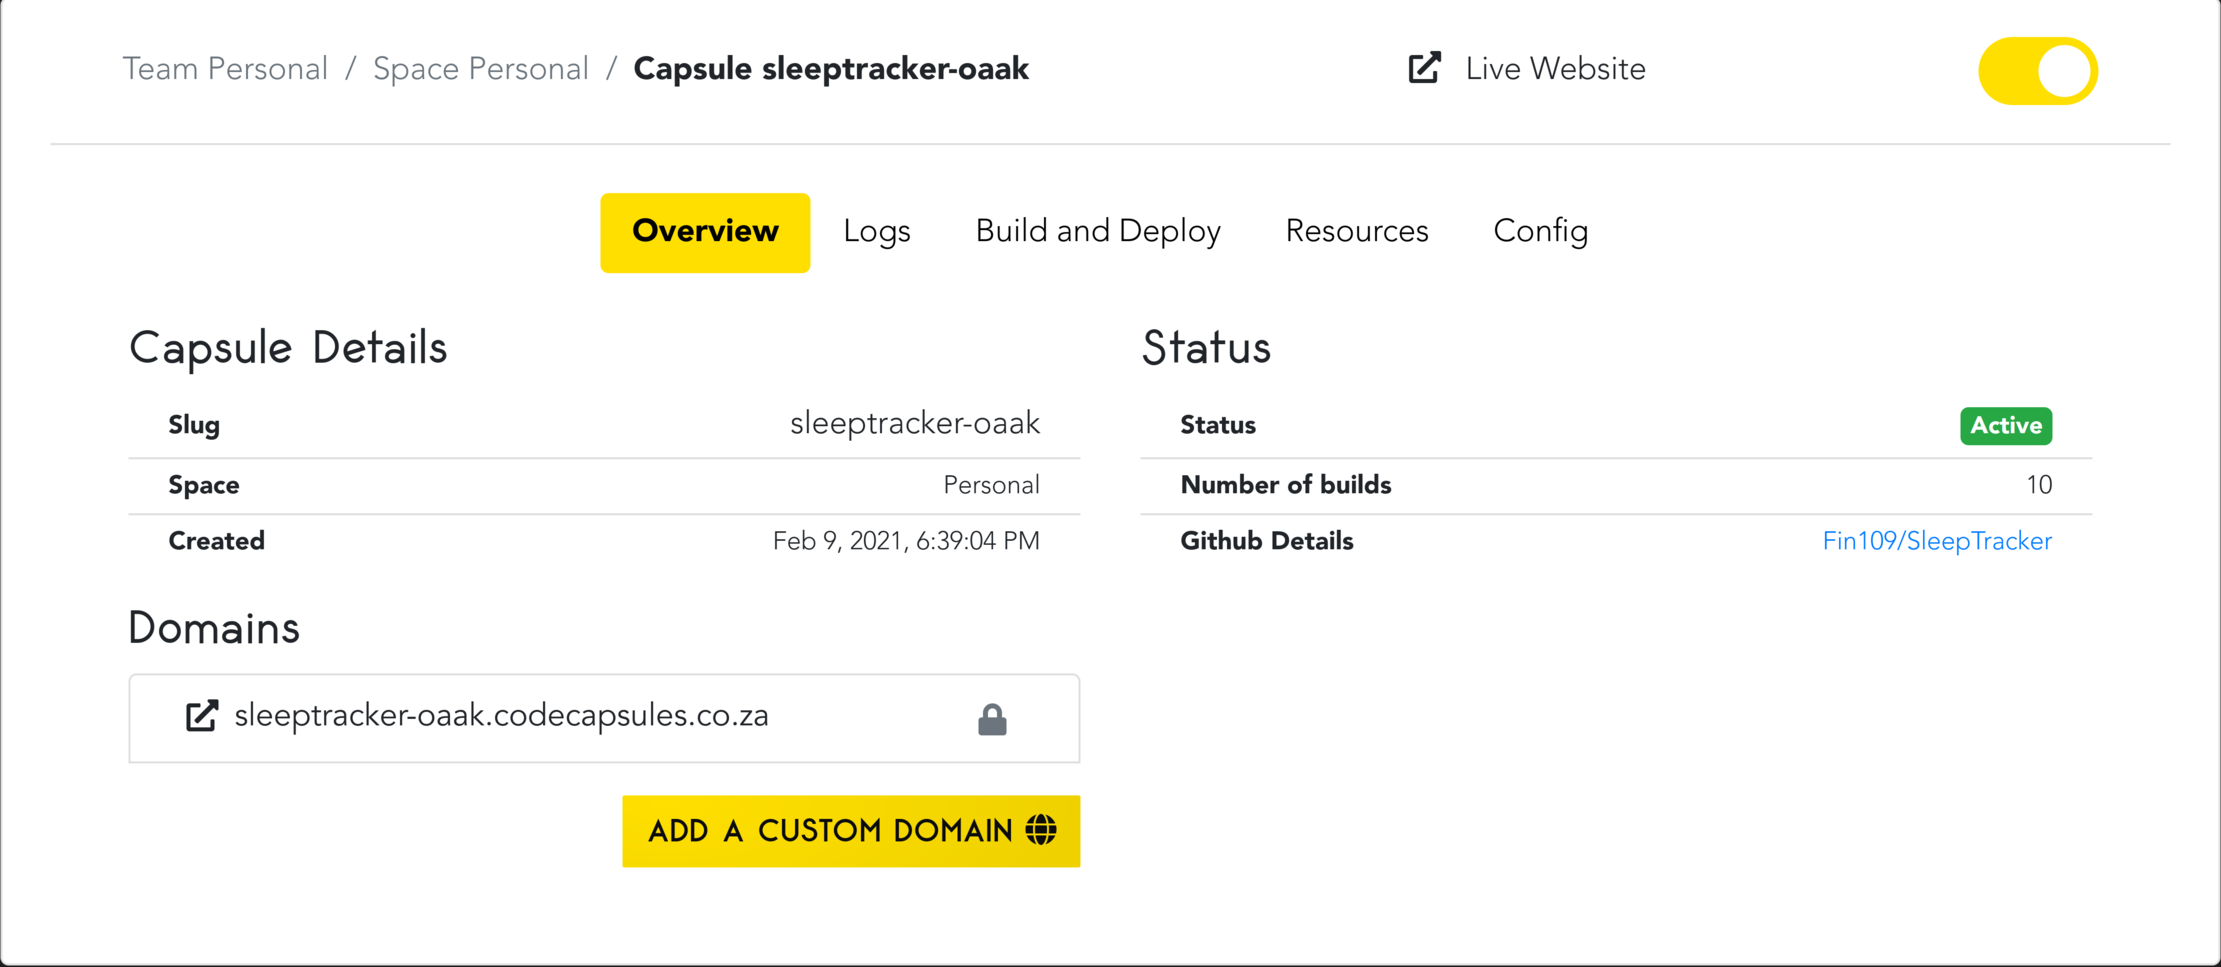 Team Personal / Space Personal / Capsule sleeptracker-oaak
Live Website
Overview Logs Build and Deploy Resources Config
Capsule Details
Slug sleeptracker-oaak
Space Personal
Created Feb 9, 2021, 6:39:04 PM
Status
Status Active
Number of builds 10
Github Details Fin109/SleepTracker
Domains
sleeptracker-oaak.codecapsules.co.za
ADD A CUSTOM DOMAIN